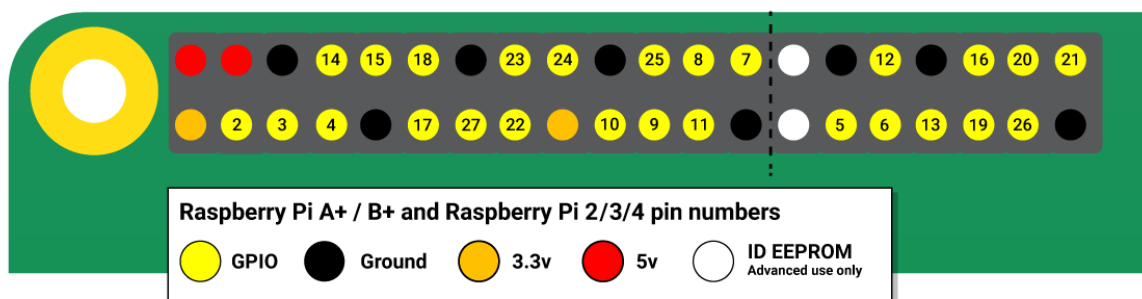 14 15 18 23 24 25 8 7 12 16 20 21
2 3 4 17 27 22 10 9 11 5 6 13 19 26
Raspberry Pi A+ / B+ and Raspberry Pi 2/3/4 pin numbers
GPIO Ground 3.3v 5v ID EEPROM
Advanced use only